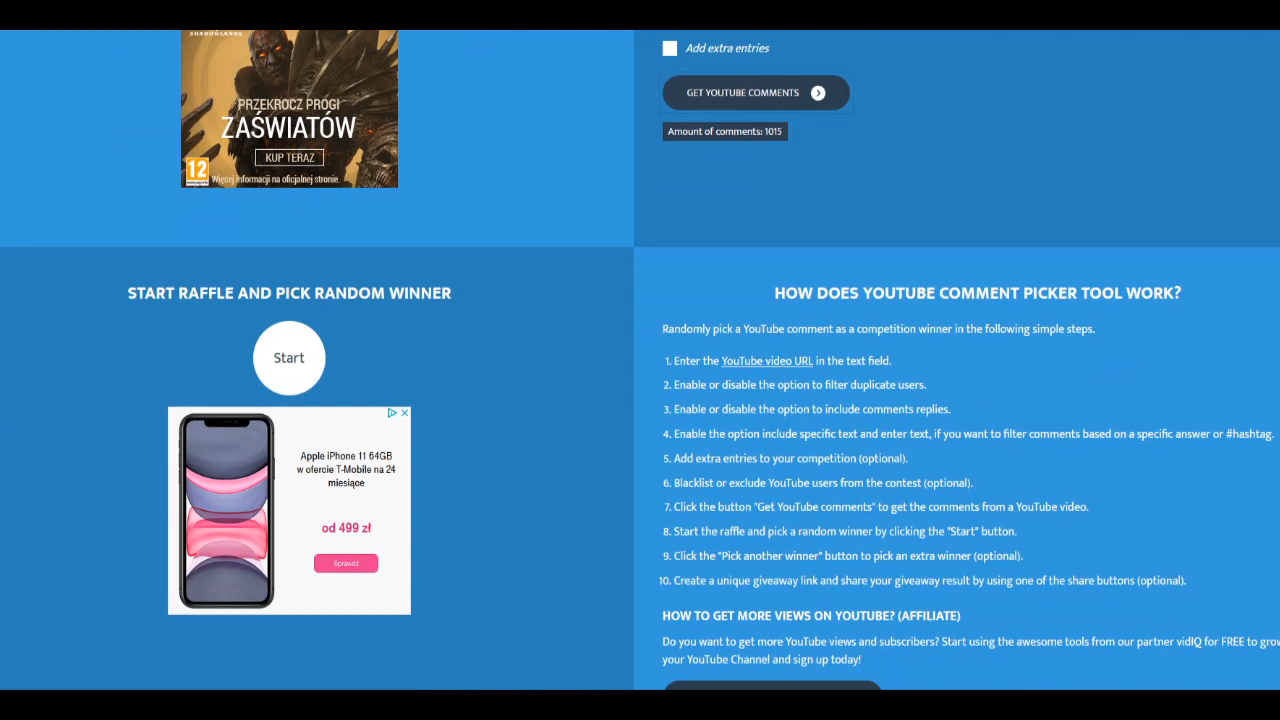 SHADOWLANDS
PRZEKROCZ PROGI
ZAŚWIATÓW
KUP TERAZ
12
Więcej informacji na oficjalnej stronie.
Add extra entries
GET YOUTUBE COMMENTS
Amount of comments: 1015
START RAFFLE AND PICK RANDOM WINNER
Start
Apple iPhone 11 64GB
w ofercie T-Mobile na 24
miesiące
od 499 zł
Sprawdź
HOW DOES YOUTUBE COMMENT PICKER TOOL WORK?
Randomly pick a YouTube comment as a competition winner in the following simple steps.
1. Enter the YouTube video URL in the text field.
2. Enable or disable the option to filter duplicate users.
3. Enable or disable the option to include comments replies.
4. Enable the option include specific text and enter text, if you want to filter comments based on a specific answer or #hashtag.
5. Add extra entries to your competition (optional).
6. Blacklist or exclude YouTube users from the contest (optional).
7. Click the button "Get YouTube comments" to get the comments from a YouTube video.
8. Start the raffle and pick a random winner by clicking the "Start" button.
9. Click the "Pick another winner" button to pick an extra winner (optional).
10. Create a unique giveaway link and share your giveaway result by using one of the share buttons (optional).
HOW TO GET MORE VIEWS ON YOUTUBE? (AFFILIATE)
Do you want to get more YouTube views and subscribers? Start using the awesome tools from our partner vidIQ for FREE to grow
your YouTube Channel and sign up today!